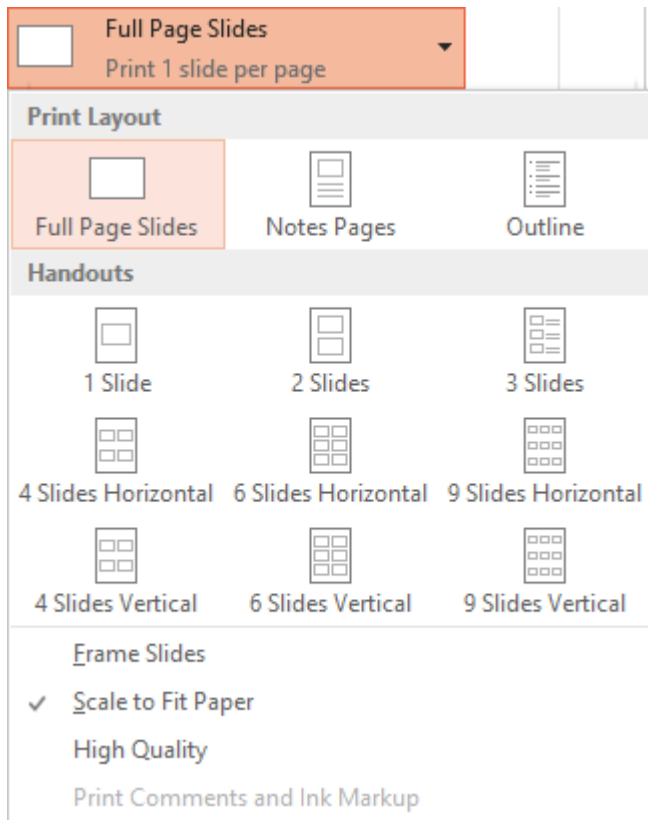 Full Page Slides
Print 1 slide per page
Print Layout
Full Page Slides Notes Pages Outline
Handouts
1 Slide 2 Slides 3 Slides
4 Slides Horizontal 6 Slides Horizontal 9 Slides Horizontal
4 Slides Vertical 6 Slides Vertical 9 Slides Vertical
Frame Slides
Scale to Fit Paper
High Quality
Print Comments and Ink Markup